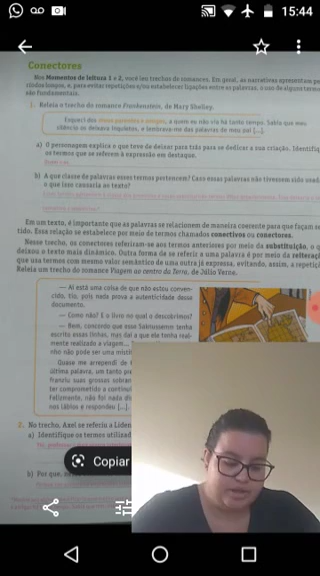 15:44
Conectores
Nos Momentos de leitura 1 e 2, você leu trechos de romances. Em geral, as narrativas apresentam pe
ríodos longos, e, para evitar repetições e/ou estabelecer ligações entre as palavras, o uso de alguns termos
são fundamentais.
1. Releia o trecho do romance Frankenstein, de Mary Shelley.
Esqueci dos meus parentes e amigos, a quem eu não via há tanto tempo. Sabia que meu
silêncio os deixava inquietos, e lembrava-me das palavras de meu pai [...].
a) O personagem explica o que teve de deixar para trás para se dedicar a sua criação. Identifiq
os termos que se referem à expressão em destaque.
b) A que classe de palavras esses termos pertencem? Caso essas palavras não tivessem sido usad
o que isso causaria ao texto?
Em um texto, é importante que as palavras se relacionem de maneira coerente para que façam se
tido. Essa relação se estabelece por meio de termos chamados conectivos ou conectores.
Nesse trecho, os conectores referiram-se aos termos anteriores por meio da substituição, o q
deixou o texto mais dinâmico. Outra forma de se referir a uma palavra é por meio da reiteraç
que usa termos com mesmo valor semântico de uma outra já expressa, evitando, assim, a repetiç
Releia um trecho do romance Viagem ao centro da Terra, de Júlio Verne.
— Aí está uma coisa de que não estou conven-
cido, tio, pois nada prova a autenticidade desse
documento.
— Como não? E o livro no qual o descobrimos?
— Bem, concordo que esse Saknussemm tenha
escrito essas linhas, mas daí a que ele tenha real-
mente realizado a viagem...
nho não pode ser uma misti
Quase me arrependi de
última palavra, um tanto
franziu suas grossas sobran
ter comprometido a continui
Felizmente, não foi nada di
nos lábios e respondeu [...].
2. No trecho, Axel se referiu a Liden
a) Identifique os termos utilizad
Copiar
b) Por que,